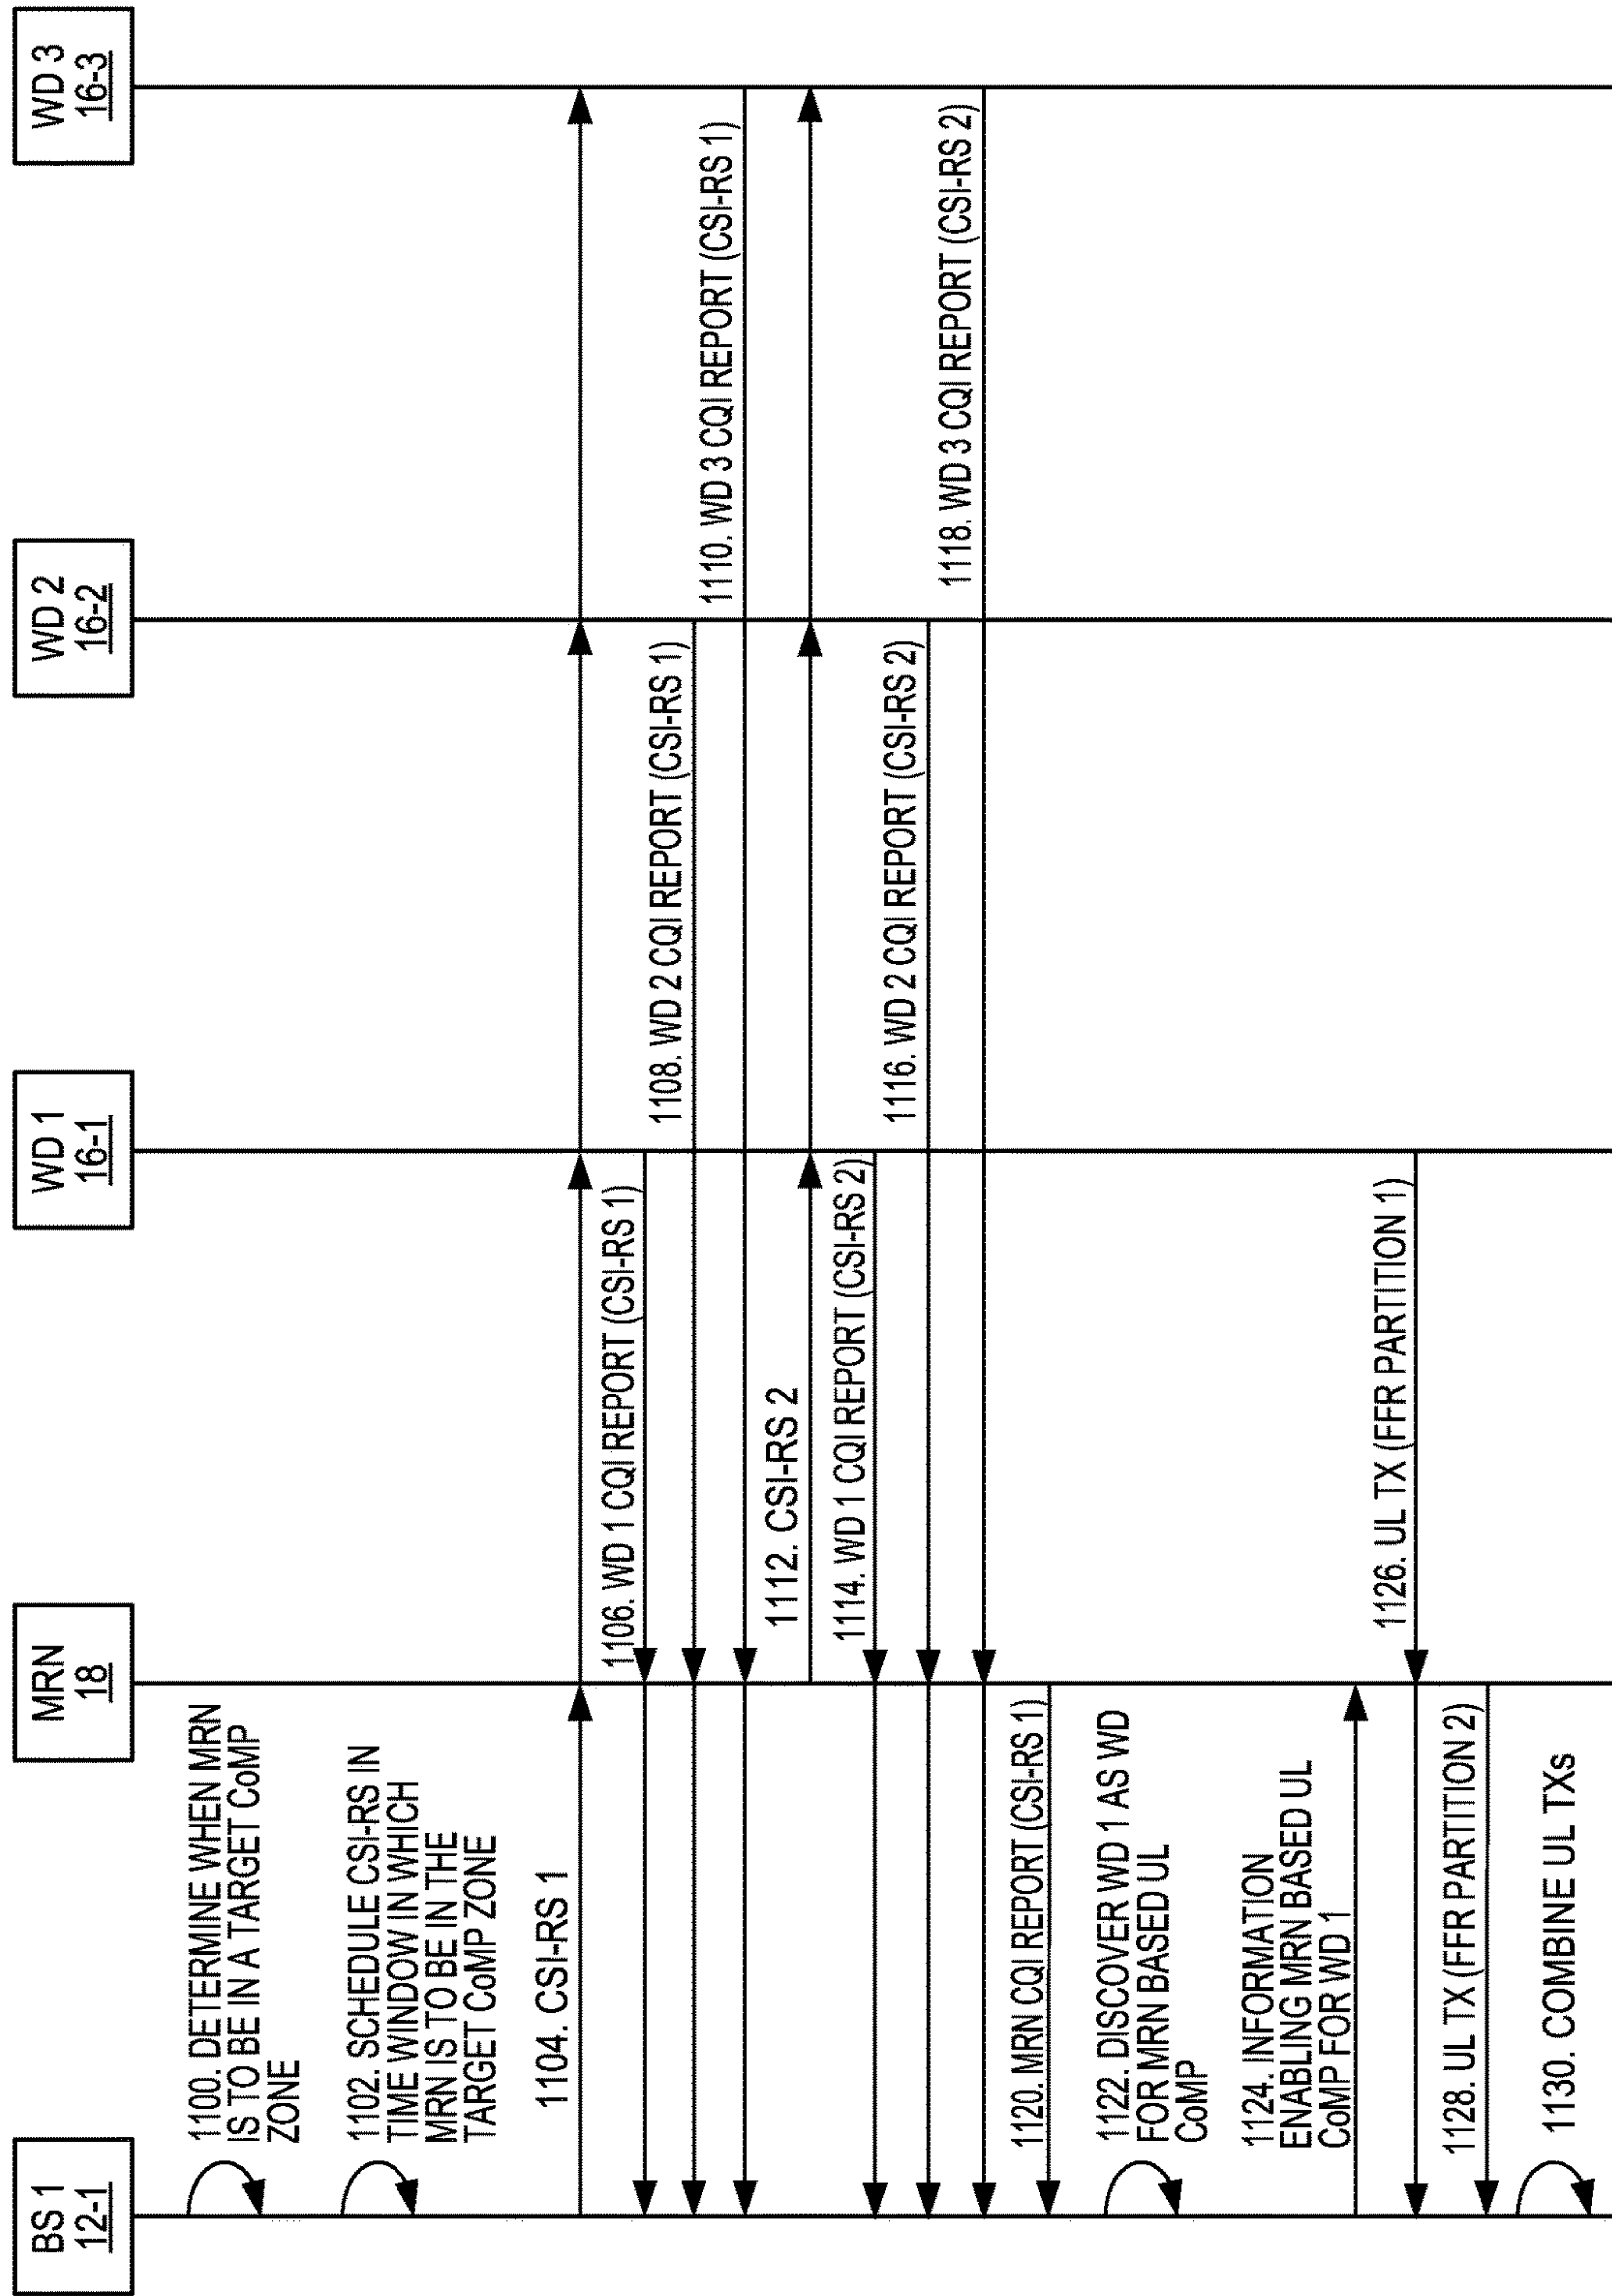 BS 1
12-1
MRN
18
WD 1
16-1
WD 2
16-2
WD 3
16-3
1100. DETERMINE WHEN MRN
IS TO BE IN A TARGET CoMP
ZONE
1102. SCHEDULE CSI-RS IN
TIME WINDOW IN WHICH
MRN IS TO BE IN THE
TARGET CoMP ZONE
1104. CSI-RS 1
1106. WD 1 CQI REPORT (CSI-RS 1)
1108. WD 2 CQI REPORT (CSI-RS 1)
1110. WD 3 CQI REPORT (CSI-RS 1)
1112. CSI-RS 2
1114. WD 1 CQI REPORT (CSI-RS 2)
1116. WD 2 CQI REPORT (CSI-RS 2)
1118. WD 3 CQI REPORT (CSI-RS 2)
1120. MRN CQI REPORT (CSI-RS 1)
1122. DISCOVER WD 1 AS WD
FOR MRN BASED UL
CoMP
1124. INFORMATION
ENABLING MRN BASED UL
CoMP FOR WD 1
1126. UL TX (FFR PARTITION 1)
1128. UL TX (FFR PARTITION 2)
1130. COMBINE UL TXs